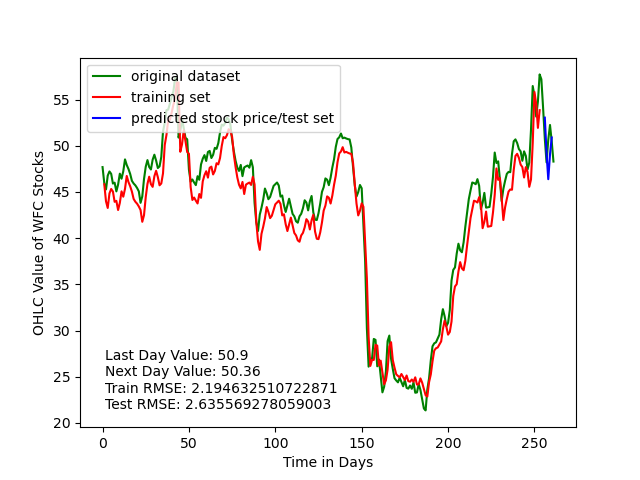 original dataset
training set
predicted stock price/test set
OHLC Value of WFC Stocks
55
50
45
40
35
30
25
20
Last Day Value: 50.9
Next Day Value: 50.36
Train RMSE: 2.194632510722871
Test RMSE: 2.635569278059003
0 50 100 150 200 250
Time in Days